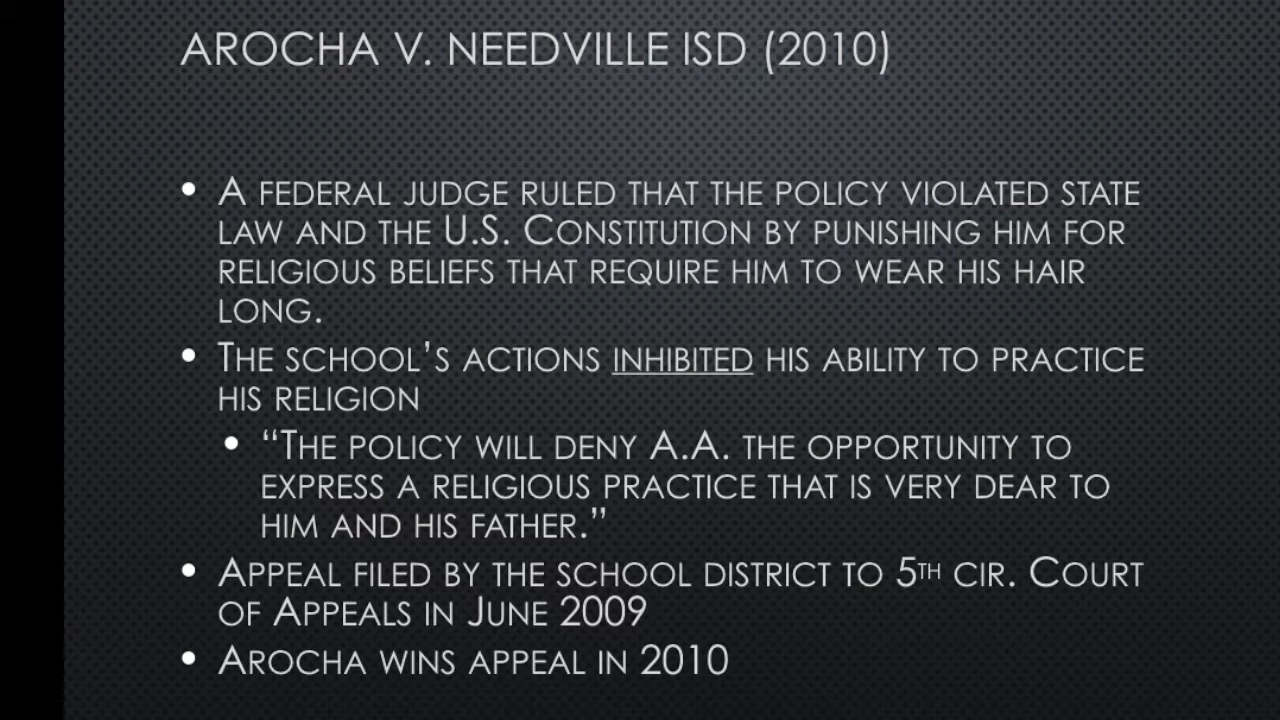 AROCHA V. NEEDVILLE ISD (2010)
• A FEDERAL JUDGE RULED THAT THE POLICY VIOLATED STATE
LAW AND THE U.S. CONSTITUTION BY PUNISHING HIM FOR
RELIGIOUS BELIEFS THAT REQUIRE HIM TO WEAR HIS HAIR
LONG.
• THE SCHOOL’S ACTIONS INHIBITED HIS ABILITY TO PRACTICE
HIS RELIGION
• “THE POLICY WILL DENY A.A. THE OPPORTUNITY TO
EXPRESS A RELIGIOUS PRACTICE THAT IS VERY DEAR TO
HIM AND HIS FATHER.”
• APPEAL FILED BY THE SCHOOL DISTRICT TO 5TH CIR. COURT
OF APPEALS IN JUNE 2009
• AROCHA WINS APPEAL IN 2010